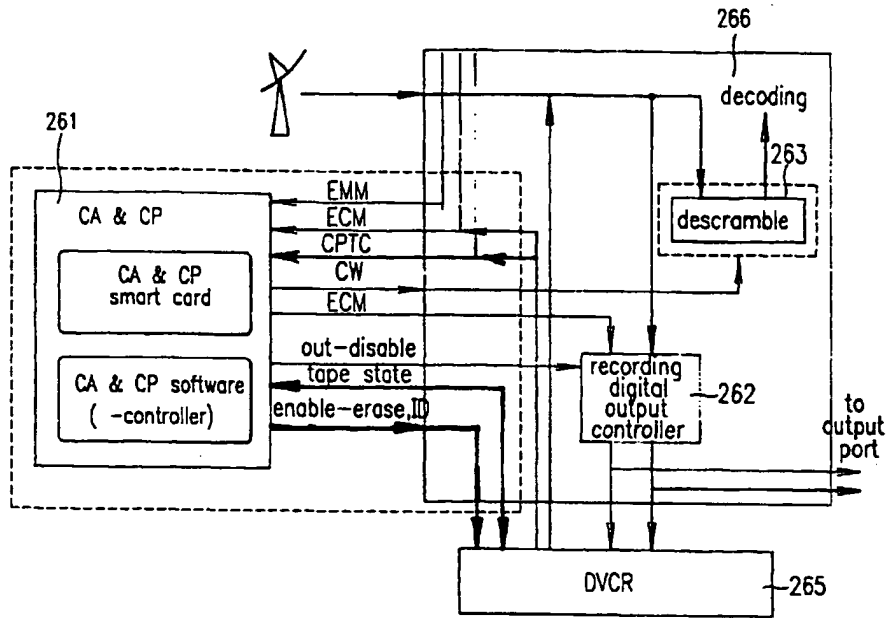 266
decoding
261
263
EMM
CA & CP
ECM
descramble
CPTC
CA & CP
smart card
CW
ECM
out-disable
tape state
CA & CP software
( -controller)
enable-erase,ID
recording
digital
output
controller
262
to
output
port
DVCR
265